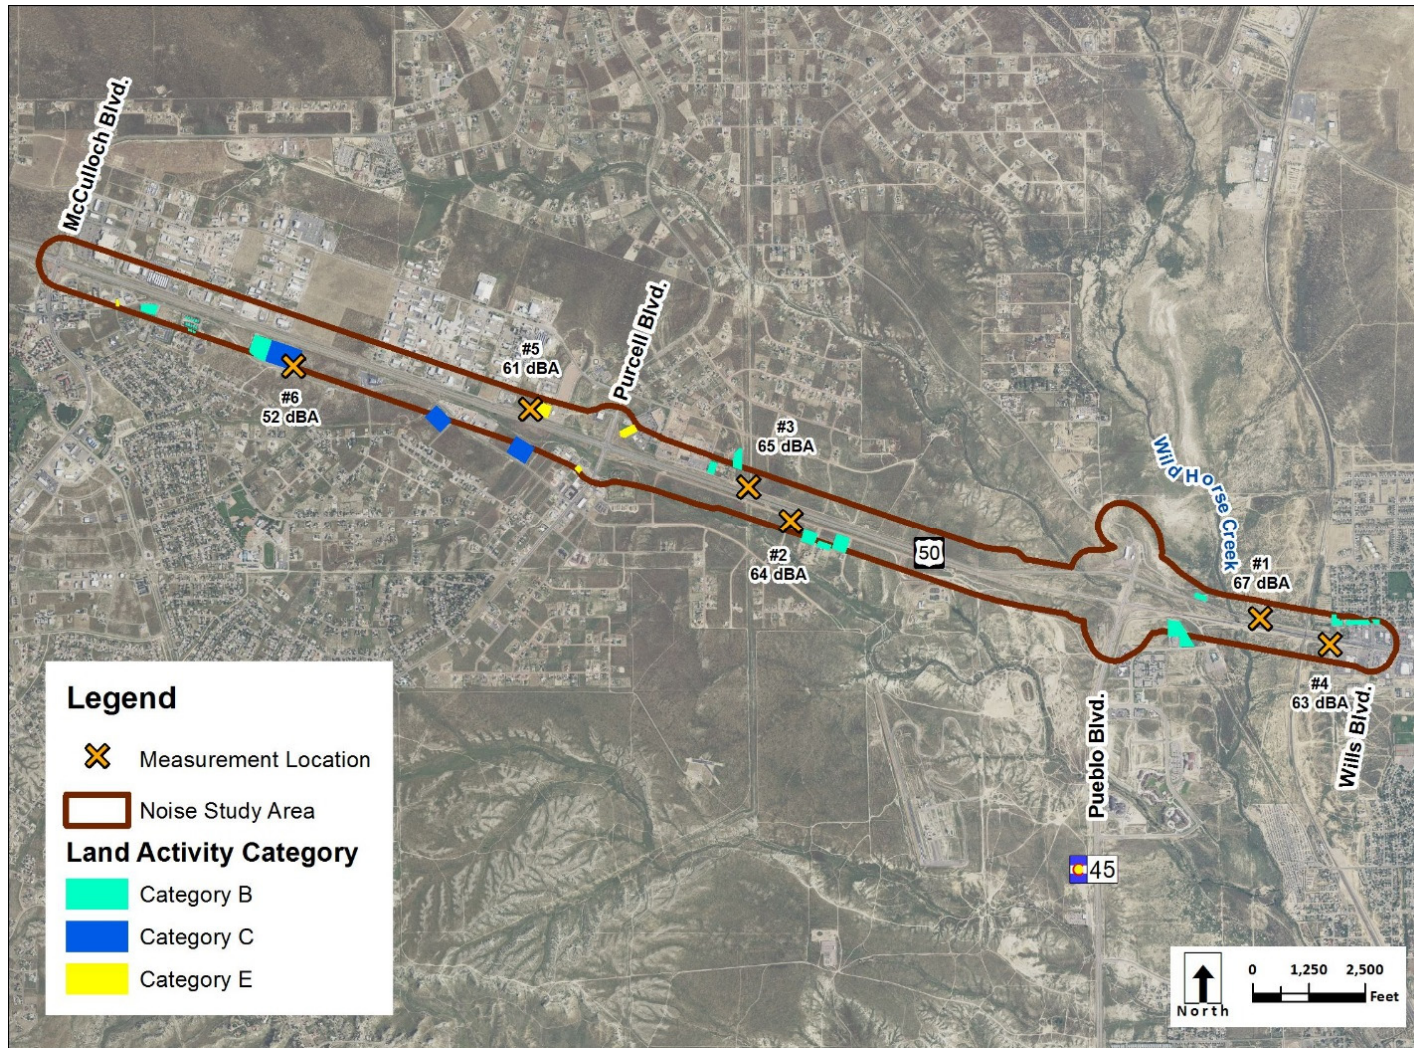 McCulloch Blvd.
#5
61 dBA
Purcell Blvd.
#6
52 dBA
#3
65 dBA
#2
64 dBA
50
Wild Horse Creek
#1
67 dBA
#4
63 dBA
Wills Blvd.
Pueblo Blvd.
45
Legend
Measurement Location
Noise Study Area
Land Activity Category
Category B
Category C
Category E
North
0 1,250 2,500
Feet